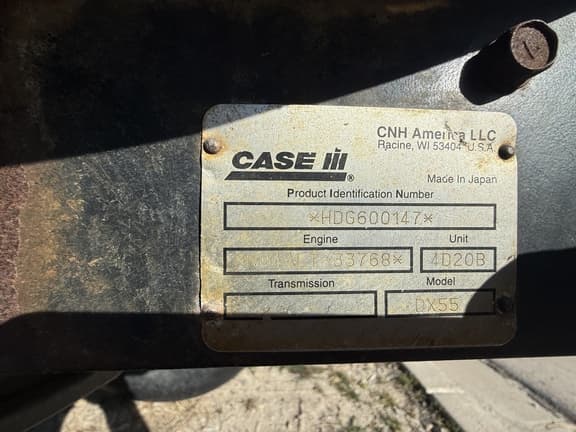 CNH America LLC
Racine, WI 53404 U.S.A.
CASE IH®
Made In Japan
Product Identification Number
*HDG600147*
Engine Unit
33768* 4D20B
Transmission Model
DX55